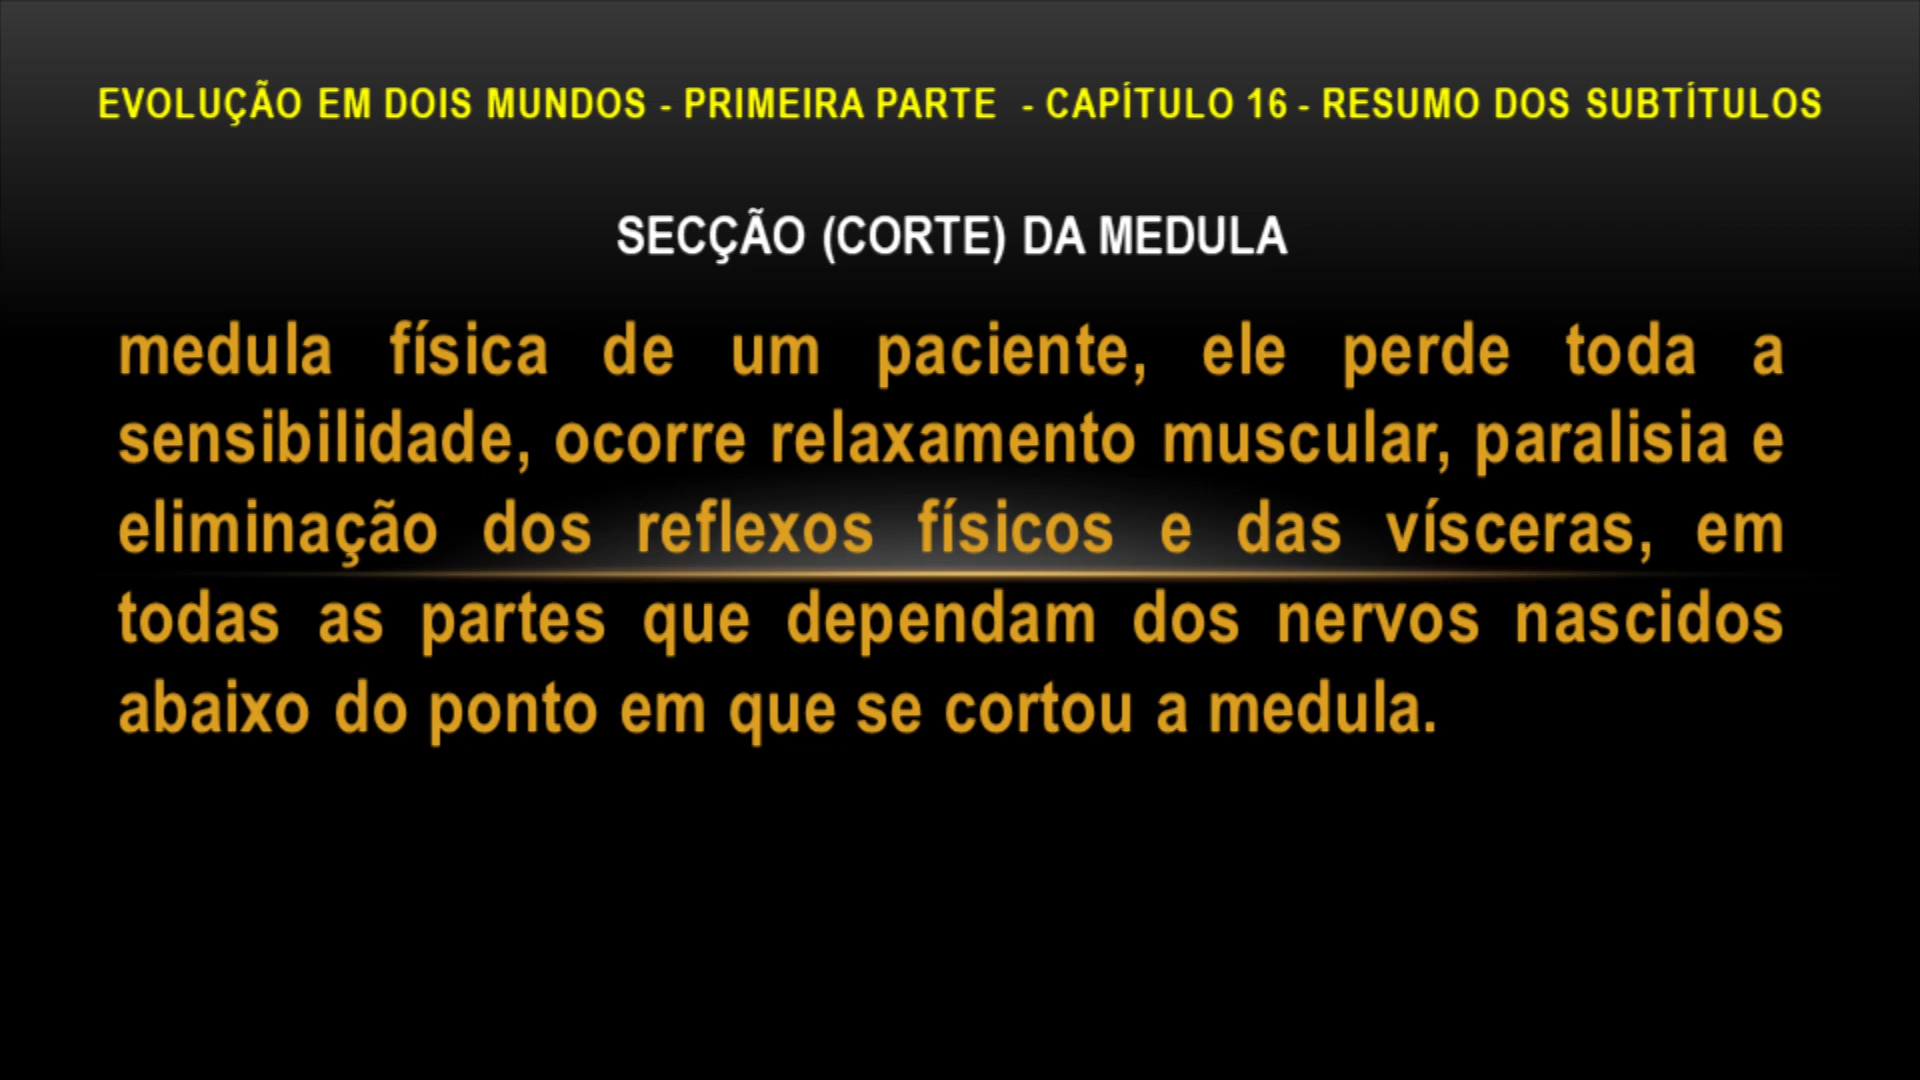 EVOLUÇÃO EM DOIS MUNDOS - PRIMEIRA PARTE - CAPÍTULO 16 - RESUMO DOS SUBTÍTULOS
SECÇÃO (CORTE) DA MEDULA
medula física de um paciente, ele perde toda a
sensibilidade, ocorre relaxamento muscular, paralisia e
eliminação dos reflexos físicos e das vísceras, em
todas as partes que dependam dos nervos nascidos
abaixo do ponto em que se cortou a medula.